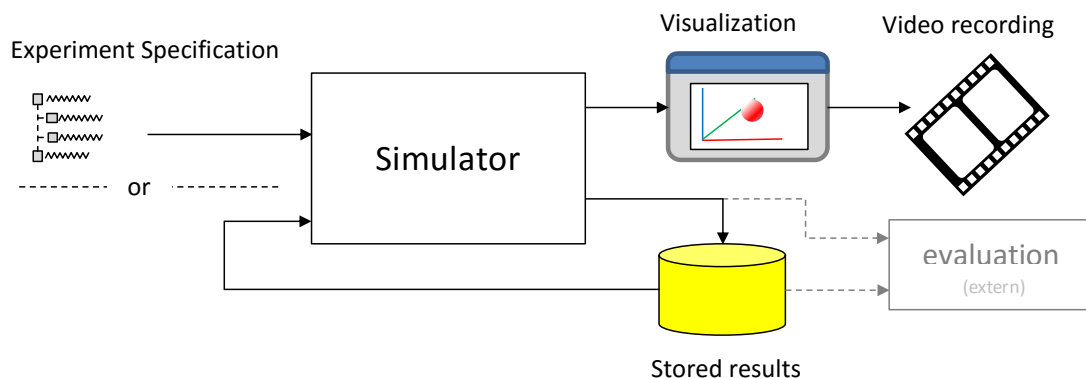 Visualization
Video recording
Experiment Specification
Simulator
or
evaluation
(extern)
Stored results